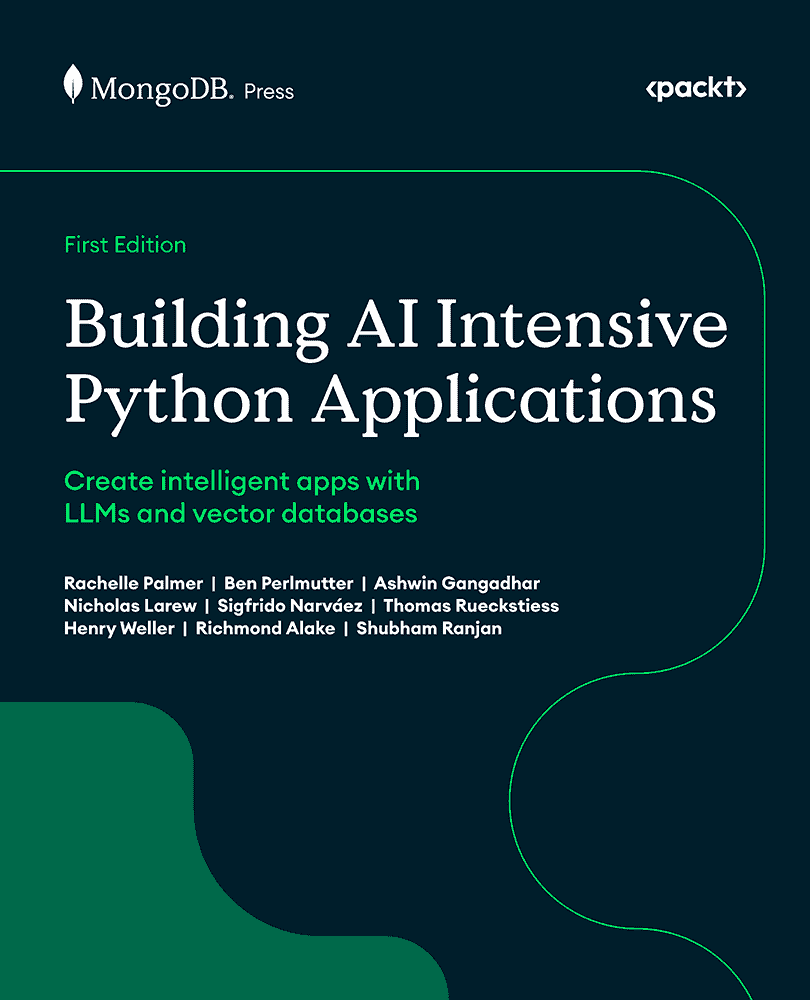 MongoDB. Press
<packt>
First Edition
Building AI Intensive
Python Applications
Create intelligent apps with
LLMs and vector databases
Rachelle Palmer | Ben Perlmutter | Ashwin Gangadhar
Nicholas Larew | Sigfrido Narváez | Thomas Rueckstiess
Henry Weller | Richmond Alake | Shubham Ranjan